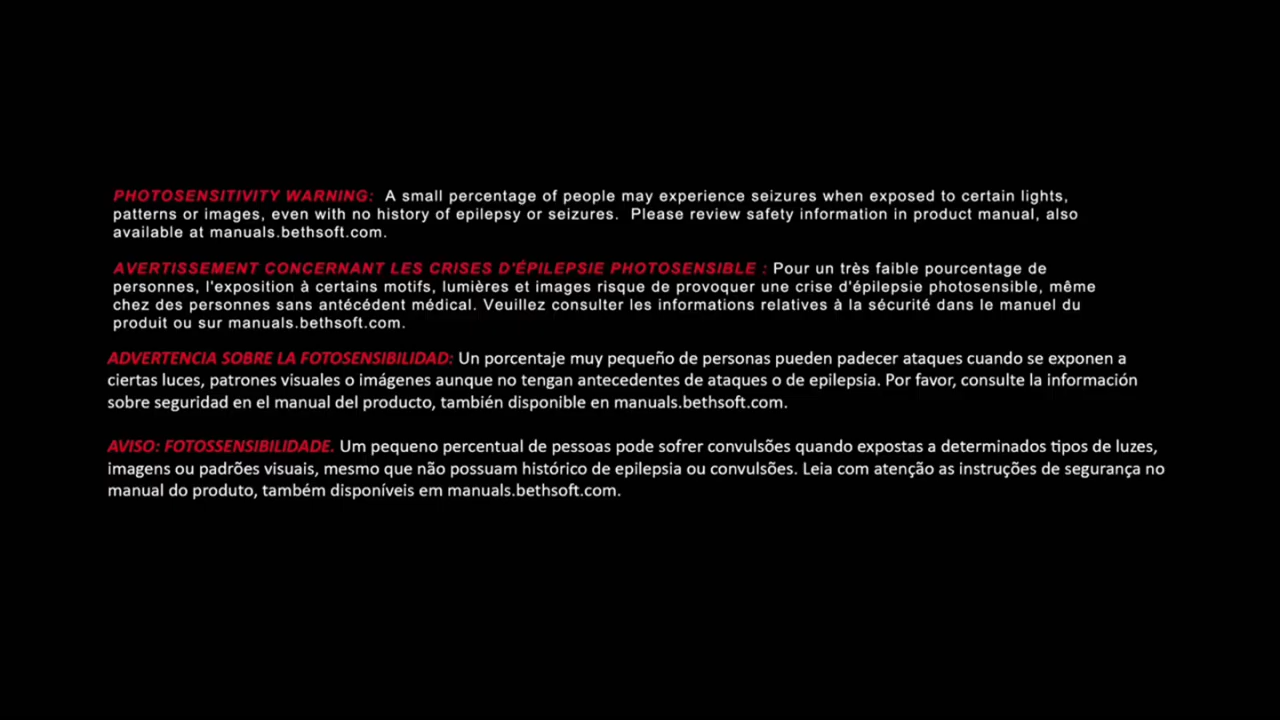 PHOTOSENSITIVITY WARNING: A small percentage of people may experience seizures when exposed to certain lights,
patterns or images, even with no history of epilepsy or seizures. Please review safety information in product manual, also
available at manuals.bethsoft.com.
AVERTISSEMENT CONCERNANT LES CRISES D'ÉPILEPSIE PHOTOSENSIBLE : Pour un très faible pourcentage de
personnes, l'exposition à certains motifs, lumières et images risque de provoquer une crise d'épilepsie photosensible, même
chez des personnes sans antécédent médical. Veuillez consulter les informations relatives à la sécurité dans le manuel du
produit ou sur manuals.bethsoft.com.
ADVERTENCIA SOBRE LA FOTOSENSIBILIDAD: Un porcentaje muy pequeño de personas pueden padecer ataques cuando se exponen a
ciertas luces, patrones visuales o imágenes aunque no tengan antecedentes de ataques o de epilepsia. Por favor, consulte la información
sobre seguridad en el manual del producto, también disponible en manuals.bethsoft.com.
AVISO: FOTOSSENSIBILIDADE. Um pequeno percentual de pessoas pode sofrer convulsões quando expostas a determinados tipos de luzes,
imagens ou padrões visuais, mesmo que não possuam histórico de epilepsia ou convulsões. Leia com atenção as instruções de segurança no
manual do produto, também disponíveis em manuals.bethsoft.com.